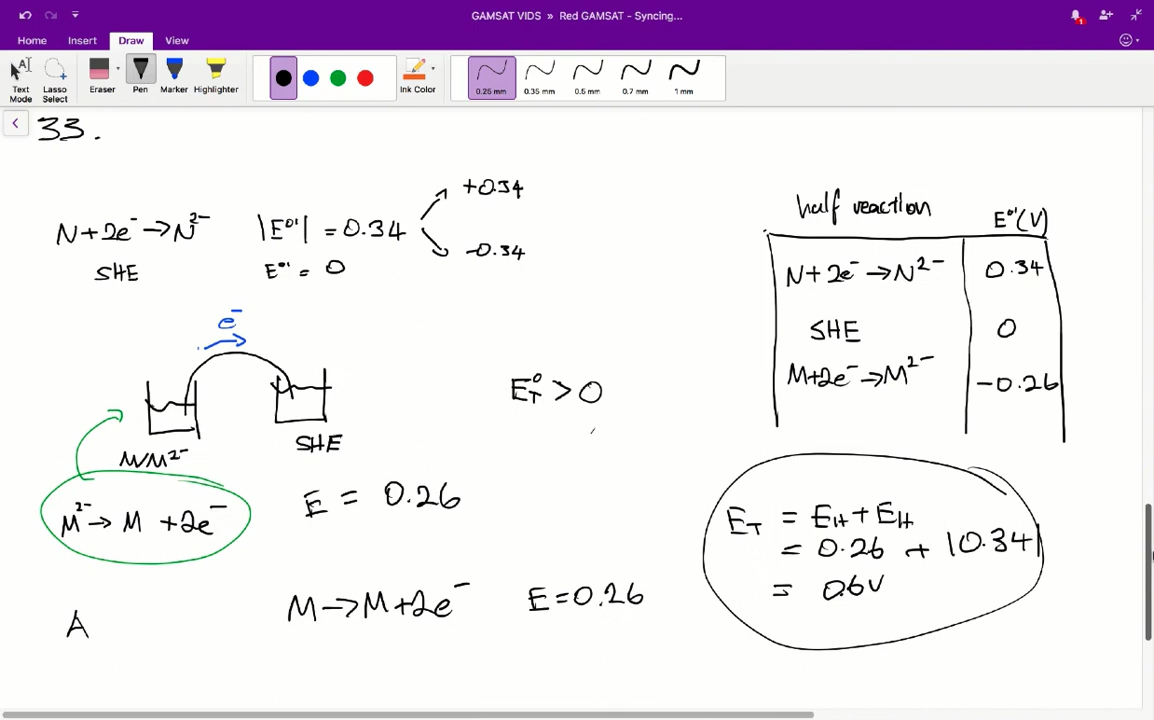 GAMSAT VIDS » Red GAMSAT - Syncing...
1
Home Insert Draw View
Text Mode
Lasso Select
Eraser
Pen
Marker
Highlighter
Ink Color
0.25 mm
0.35 mm
0.5 mm
0.7 mm
1 mm
33.
N + 2e⁻ → N²⁻ |E°'| = 0.34
+0.34
-0.34
SHE E°' = 0
e⁻
M/M²⁻
SHE
M²⁻ → M + 2e⁻
E = 0.26
A
M → M + 2e⁻ E = 0.26
E°T > 0
half reaction E°'(V)
N + 2e⁻ → N²⁻ 0.34
SHE 0
M + 2e⁻ → M²⁻ -0.26
ET = EH + EH
= 0.26 + |0.34|
= 0.6V